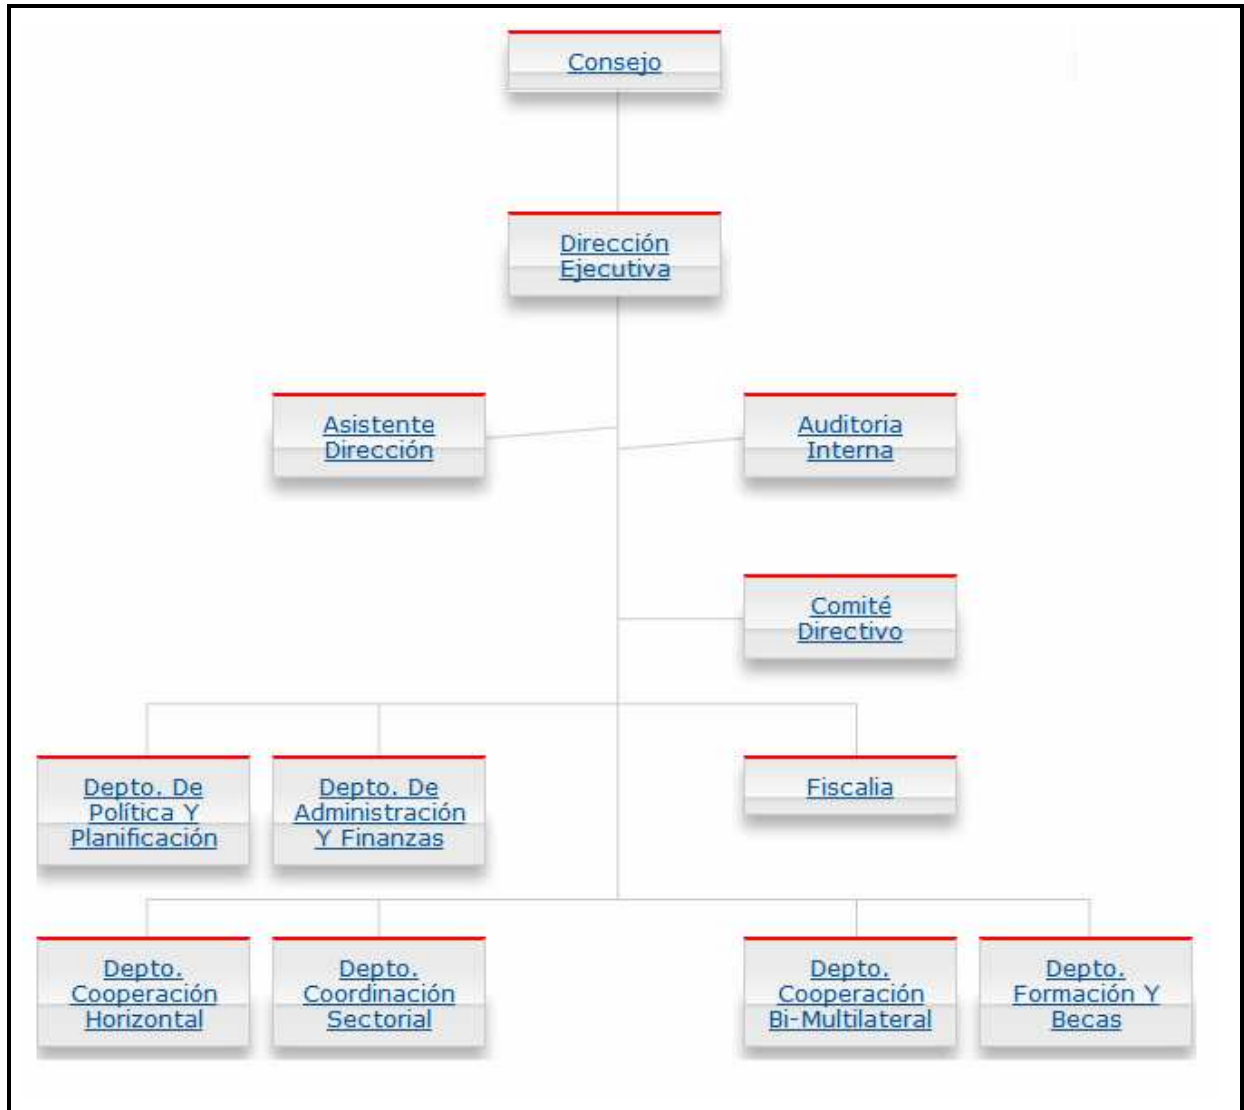 Consejo
Dirección
Ejecutiva
Asistente
Dirección
Auditoria
Interna
Comité
Directivo
Depto. De
Política Y
Planificación
Depto. De
Administración
Y Finanzas
Fiscalia
Depto.
Cooperación
Horizontal
Depto.
Coordinación
Sectorial
Depto.
Cooperación
Bi-Multilateral
Depto.
Formación Y
Becas